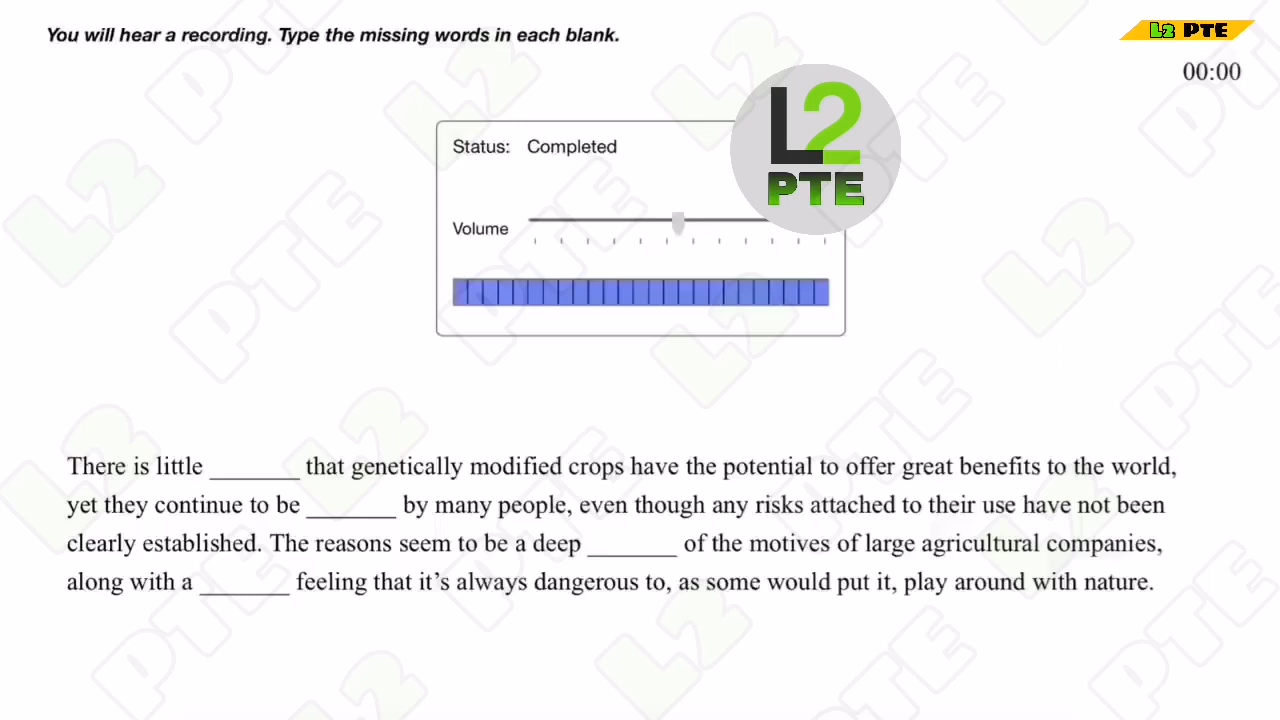 You will hear a recording. Type the missing words in each blank.
L2 PTE
00:00
L2
PTE
Status: Completed
Volume
There is little _______ that genetically modified crops have the potential to offer great benefits to the world,
yet they continue to be _______ by many people, even though any risks attached to their use have not been
clearly established. The reasons seem to be a deep _______ of the motives of large agricultural companies,
along with a _______ feeling that it’s always dangerous to, as some would put it, play around with nature.